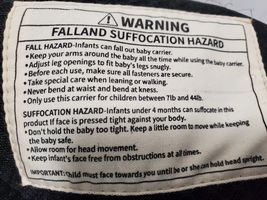 WARNING
FALLAND SUFFOCATION HAZARD
FALL HAZARD-Infants can fall out baby carrier.
•Keep your arms around the baby all the time while using the baby carrier.
•Adjust leg openings to fit baby's legs snugly.
•Before each use, make sure all fasteners are secure.
•Take special care when leaning or walking.
•Never bend at waist and bend at knees.
•Only use this carrier for children between 7lb and 44lb.
SUFFOCATION HAZARD-Infants under 4 months can suffocate in this
product If face is pressed tight against your body.
•Don't hold the baby too tight. Keep a little room to move while keeping
the baby safe.
•Allow room for head movement.
•Keep infant's face free from obstructions at all times.
IMPORTANT: Child must face towards you until be or she can hold head upright.